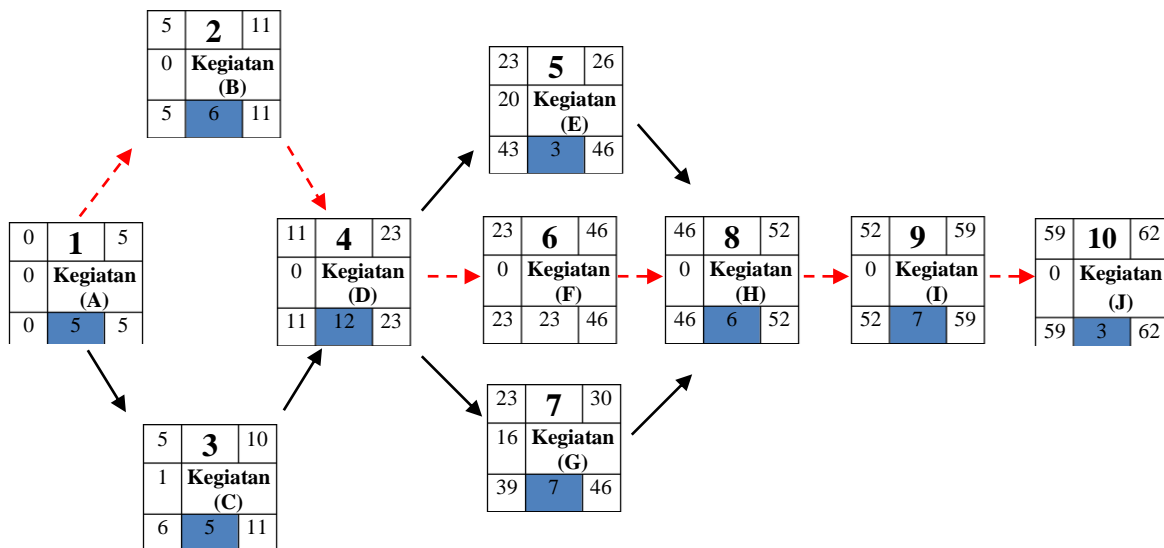 5 2 11
0 Kegiatan
(B)
5 6 11
23 5 26
20 Kegiatan
(E)
43 3 46
0 1 5
0 Kegiatan
(A)
0 5 5
11 4 23
0 Kegiatan
(D)
11 12 23
23 6 46
0 Kegiatan
(F)
23 23 46
46 8 52
0 Kegiatan
(H)
46 6 52
52 9 59
0 Kegiatan
(I)
52 7 59
59 10 62
0 Kegiatan
(J)
59 3 62
5 3 10
1 Kegiatan
(C)
6 5 11
23 7 30
16 Kegiatan
(G)
39 7 46